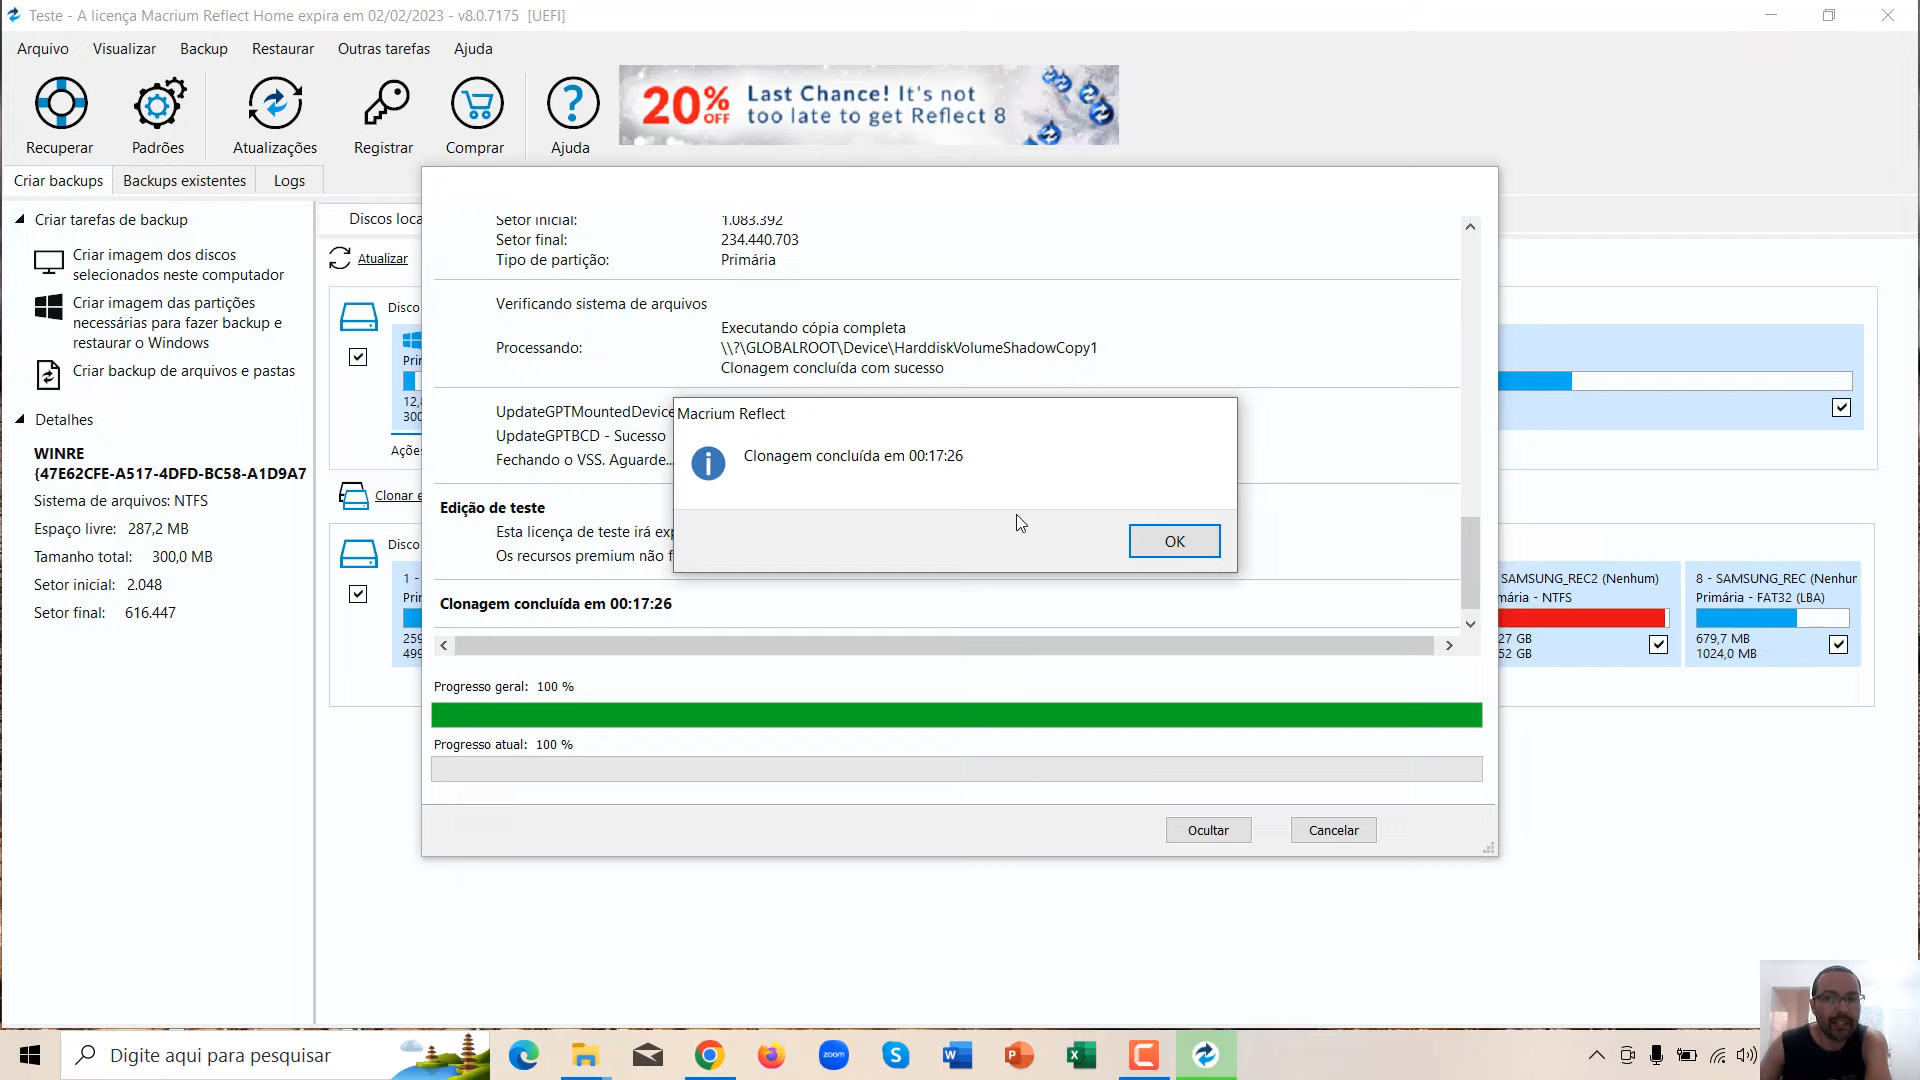 Teste - A licença Macrium Reflect Home expira em 02/02/2023 - v8.0.7175 [UEFI]
Arquivo Visualizar Backup Restaurar Outras tarefas Ajuda
Recuperar Padrões Atualizações Registrar Comprar Ajuda
20% OFF
Last Chance! It's not
too late to get Reflect 8
Criar backups Backups existentes Logs
Criar tarefas de backup
Criar imagem dos discos
selecionados neste computador
Criar imagem das partições
necessárias para fazer backup e
restaurar o Windows
Criar backup de arquivos e pastas
Detalhes
WINRE
{47E62CFE-A517-4DFD-BC58-A1D9A7
Sistema de arquivos: NTFS
Espaço livre: 287,2 MB
Tamanho total: 300,0 MB
Setor inicial: 2.048
Setor final: 616.447
Discos loca
Atualizar
Disco
Pri
12,8
300
Açõe
Clonar e
Disco
1 -
Pri
259
499
Setor inicial: 1.083.392
Setor final: 234.440.703
Tipo de partição: Primária
Verificando sistema de arquivos
Executando cópia completa
Processando: \\?\GLOBALROOT\Device\HarddiskVolumeShadowCopy1
Clonagem concluída com sucesso
UpdateGPTMountedDevice
UpdateGPTBCD - Sucesso
Fechando o VSS. Aguarde...
Edição de teste
Esta licença de teste irá exp
Os recursos premium não f
Clonagem concluída em 00:17:26
Macrium Reflect
Clonagem concluída em 00:17:26
OK
Progresso geral: 100 %
Progresso atual: 100 %
Ocultar Cancelar
SAMSUNG_REC2 (Nenhum)
mária - NTFS
27 GB
52 GB
8 - SAMSUNG_REC (Nenhur
Primária - FAT32 (LBA)
679,7 MB
1024,0 MB
Digite aqui para pesquisar
zoom